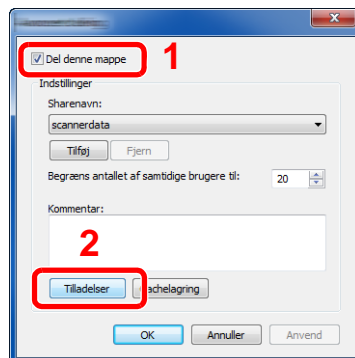 1
Del denne mappe
Indstillinger
Sharenavn:
scannerdata
Tilføj Fjern
Begræns antallet af samtidige brugere til: 20
Kommentar:
2
Tilladelser achelagring
OK Annuller Anvend